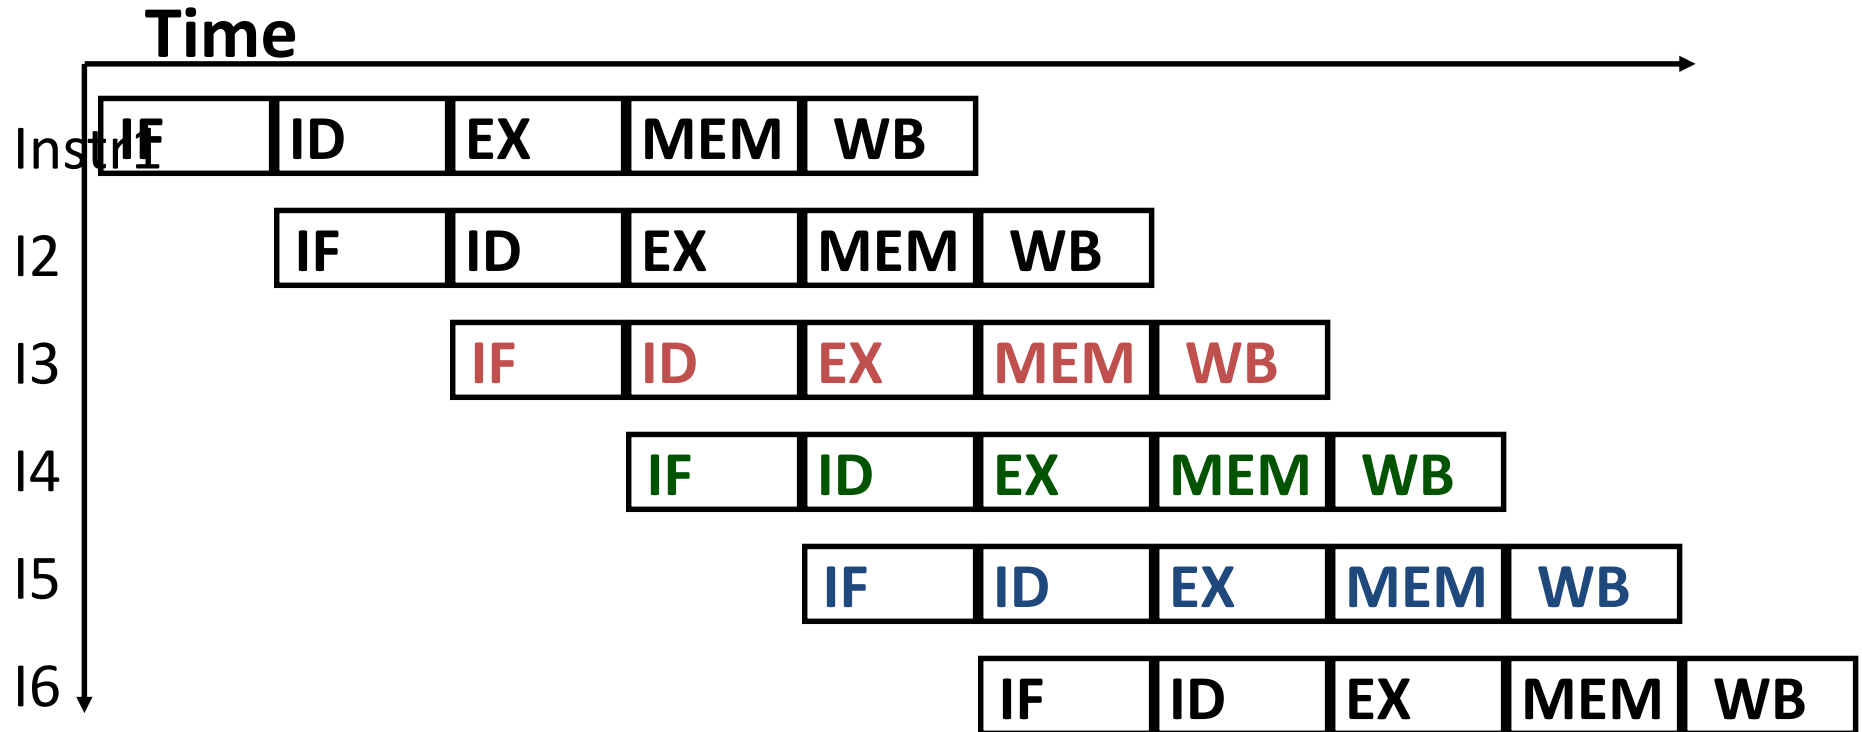 Time
Instr1 IF ID EX MEM WB
I2 IF ID EX MEM WB
I3 IF ID EX MEM WB
I4 IF ID EX MEM WB
I5 IF ID EX MEM WB
I6 IF ID EX MEM WB